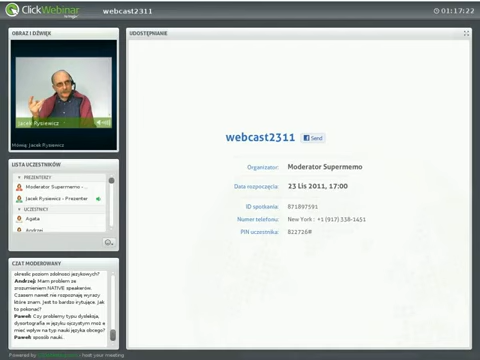 ClickWebinar
webcast2311
01:17:22
OBRAZ I DŹWIĘK
Jacek Rysiewicz
Mówią: Jacek Rysiewicz
LISTA UCZESTNIKÓW
PREZENTERZY
Moderator Supermemo -...
Jacek Rysiewicz - Prezenter
UCZESTNICY
Agata
Andrzej
CZAT MODEROWANY
określić poziom zdolności językowych?
Andrzej: Mam problem ze
zrozumieniem NATIVE speakerów.
Czasem nawet nie rozpoznaję wyrazów
które znam. Jest to bardzo irytujące. Jak
to pokonać?
Paweł: Czy problemy typu dysleksja,
dysortografia w języku ojczystym mogą
mieć wpływ na typ nauki języka obcego?
Paweł: sposób nauki.
Powered by ClickWebinar host your meeting
UDOSTĘPNIANIE
webcast2311 Send
Organizator: Moderator Supermemo
Data rozpoczęcia: 23 Lis 2011, 17:00
ID spotkania: 871897591
Numer telefonu: New York : +1 (917) 338-1451
PIN uczestnika: 822726#